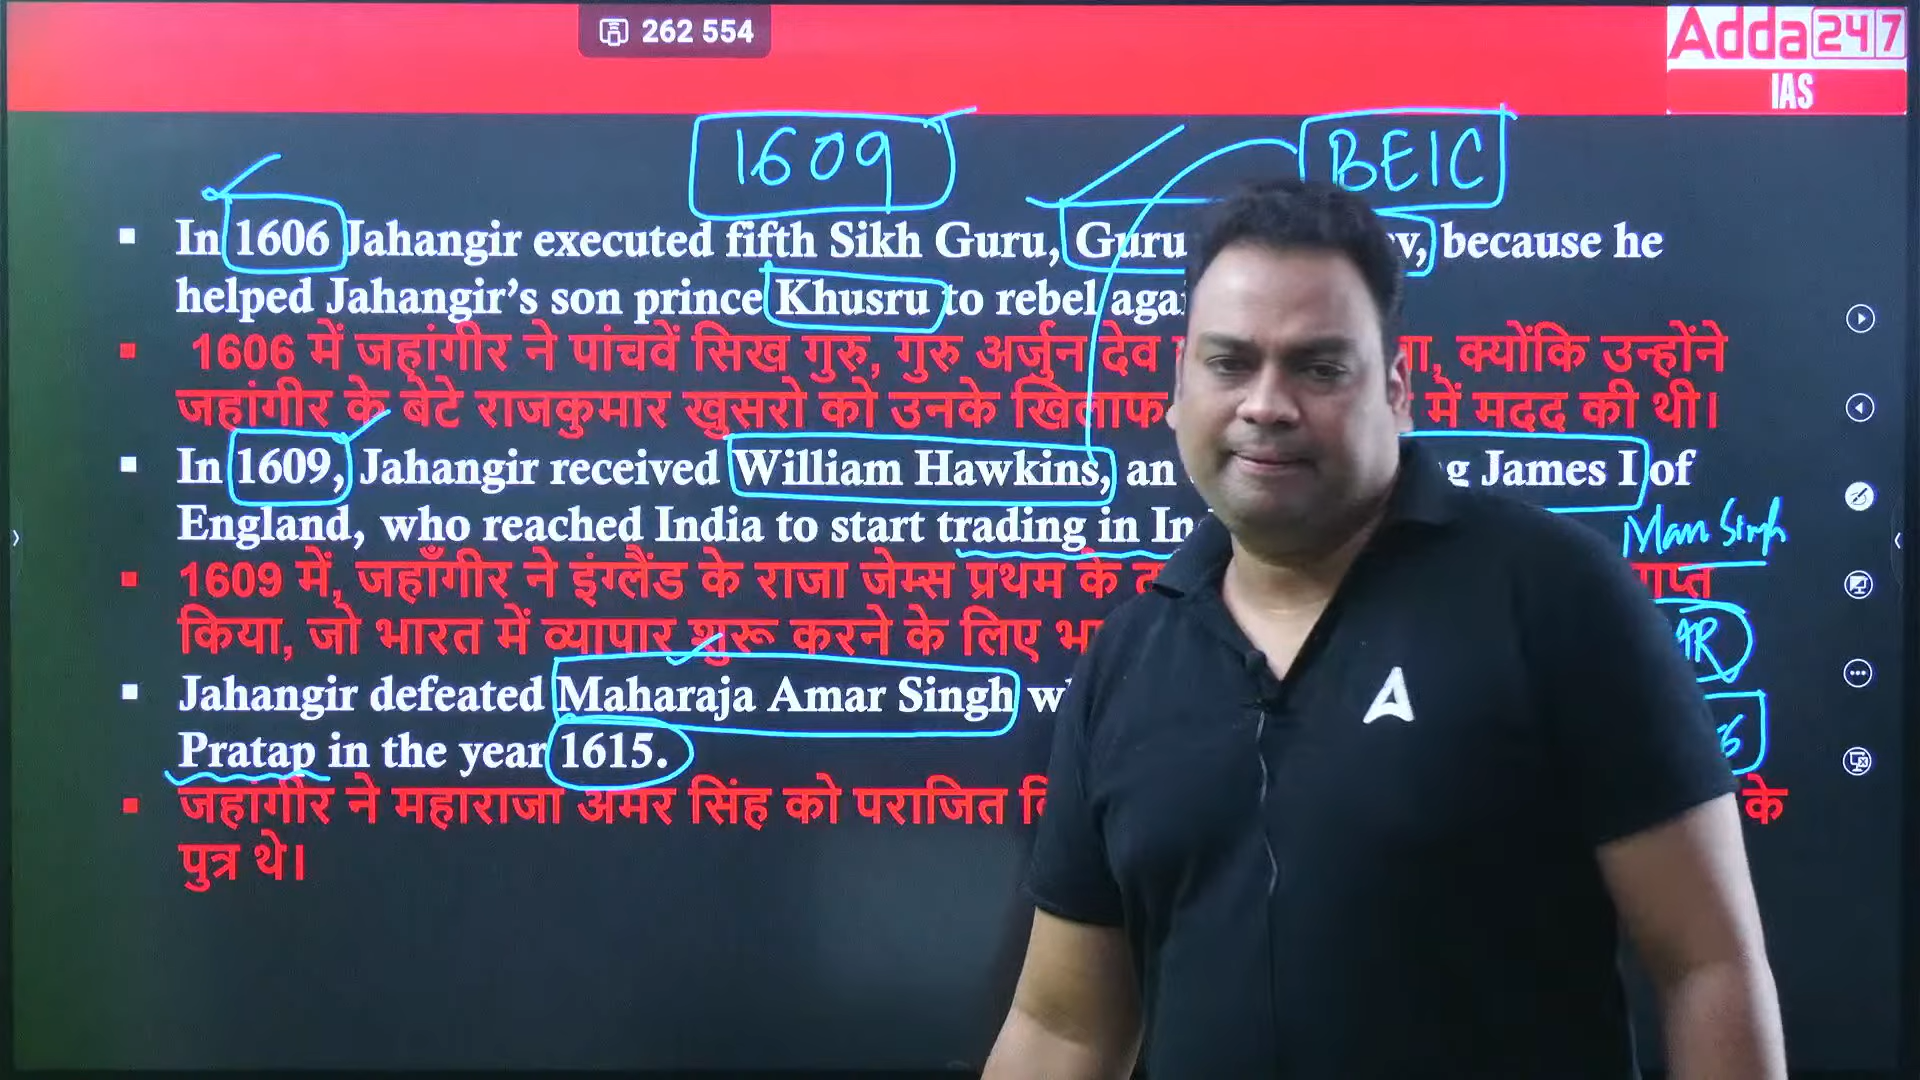 262 554
Adda247
IAS
1609
BEIC
In 1606 Jahangir executed fifth Sikh Guru, Guru because he
helped Jahangir's son prince Khusru to rebel
1606 में जहांगीर ने पांचवें सिख गुरु, गुरु अर्जुन देव क्योंकि उन्होंने
जहांगीर के बेटे राजकुमार खुसरो को उनके खिलाफ में मदद की थी।
In 1609, Jahangir received William Hawkins, an James I of
England, who reached India to start trading in
Man Singh
1609 में, जहाँगीर ने इंग्लैंड के राजा जेम्स प्रथम के
किया, जो भारत में व्यापार शुरू करने के लिए
Jahangir defeated Maharaja Amar Singh
Pratap in the year 1615.
जहांगीर ने महाराजा अमर सिंह को पराजित के
पुत्र थे।